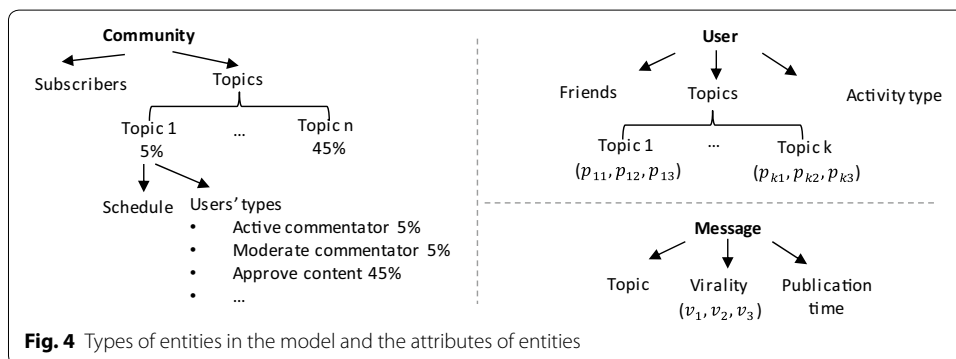 Community
Subscribers
Topics
Topic 1
5%
...
Topic n
45%
Schedule
Users' types
• Active commentator 5%
• Moderate commentator 5%
• Approve content 45%
• ...
User
Friends
Topics
Activity type
Topic 1
(p₁₁, p₁₂, p₁₃)
...
Topic k
(pₖ₁, pₖ₂, pₖ₃)
Message
Topic
Virality
(v₁, v₂, v₃)
Publication
time
Fig. 4 Types of entities in the model and the attributes of entities